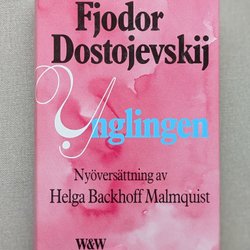 Fjodor
Dostojevskij
Ynglingen
Nyöversättning av
Helga Backhoff Malmquist
W&W